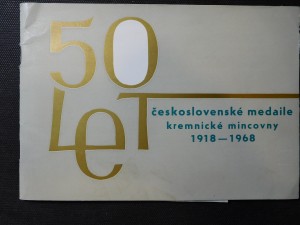 50
LET
československé medaile
kremnické mincovny
1918—1968